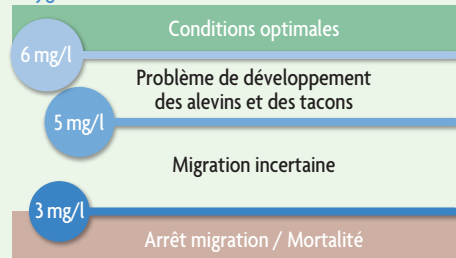 Conditions optimales
6 mg/l
Problème de développement
des alevins et des tacons
5 mg/l
Migration incertaine
3 mg/l
Arrêt migration / Mortalité